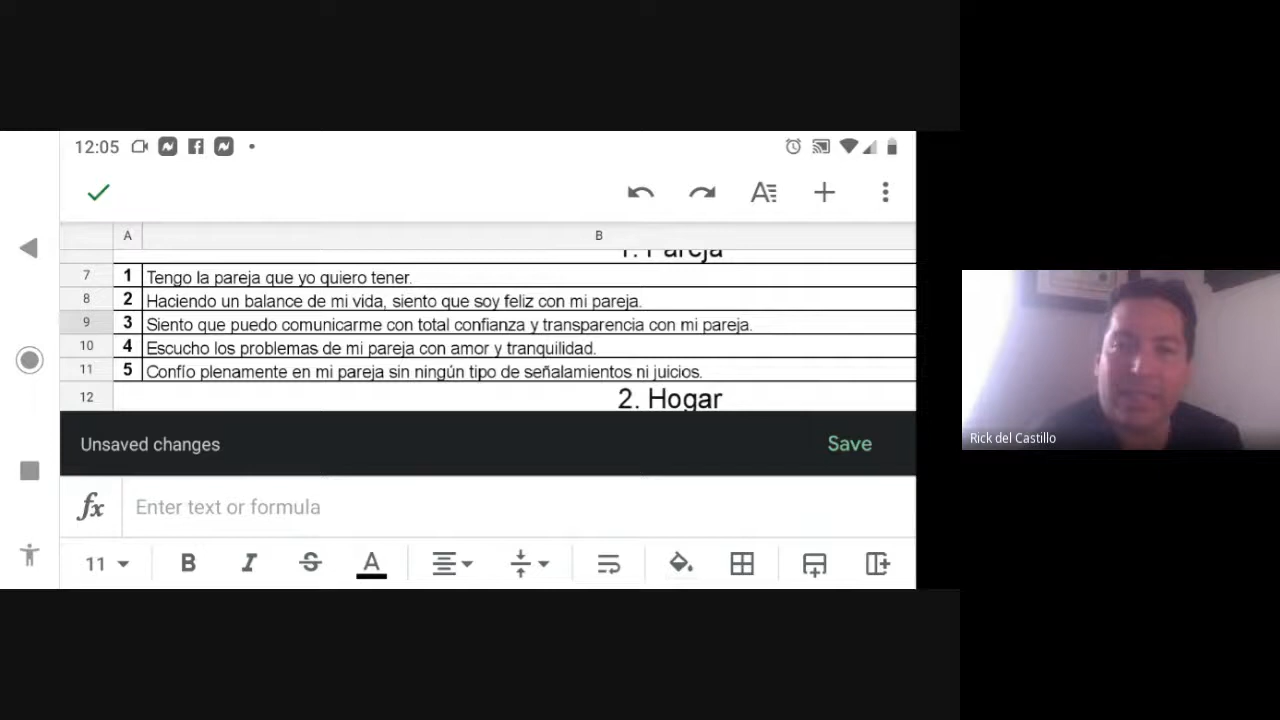 12:05
A B
1. Pareja
7 1 Tengo la pareja que yo quiero tener.
8 2 Haciendo un balance de mi vida, siento que soy feliz con mi pareja.
9 3 Siento que puedo comunicarme con total confianza y transparencia con mi pareja.
10 4 Escucho los problemas de mi pareja con amor y tranquilidad.
11 5 Confío plenamente en mi pareja sin ningún tipo de señalamientos ni juicios.
12 2. Hogar
Rick del Castillo
Unsaved changes Save
fx Enter text or formula
11 B I S A